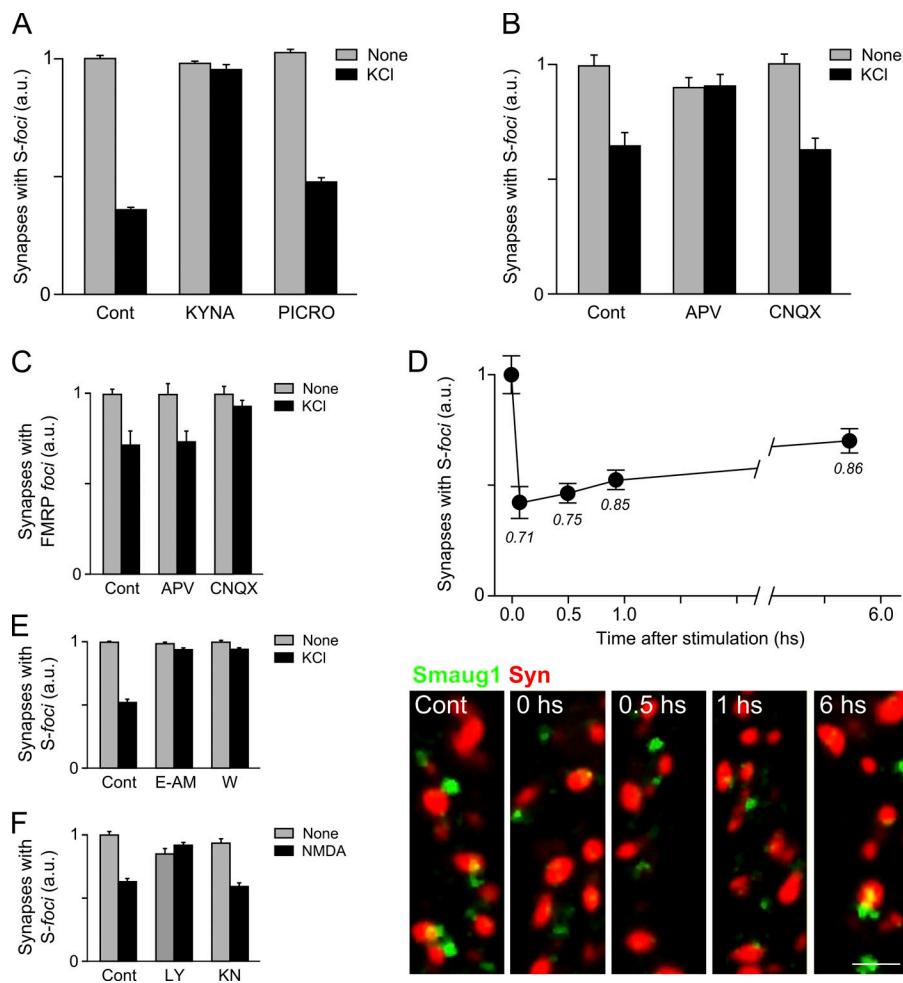 A
Synapses with S-foci (a.u.)
1
0
None
KCl
Cont KYNA PICRO
B
Synapses with S-foci (a.u.)
1
0
None
KCl
Cont APV CNQX
C
Synapses with
FMRP foci (a.u.)
1
0
None
KCl
Cont APV CNQX
D
Synapses with S-foci (a.u.)
1
0
0.71
0.75
0.85
0.86
0.0 0.5 1.0 6.0
Time after stimulation (hs)
E
Synapses with
S-foci (a.u.)
1
0
None
KCl
Cont E-AM W
F
Synapses with
S-foci (a.u.)
1
0
None
NMDA
Cont LY KN
Smaug1 Syn
Cont 0 hs 0.5 hs 1 hs 6 hs